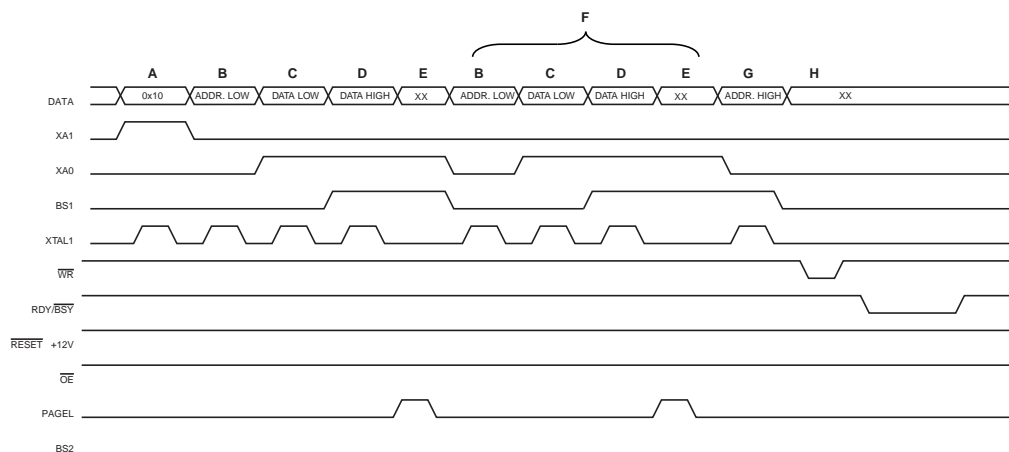 F
A B C D E B C D E G H
DATA 0x10 ADDR. LOW DATA LOW DATA HIGH XX ADDR. LOW DATA LOW DATA HIGH XX ADDR. HIGH XX
XA1
XA0
BS1
XTAL1
WR
RDY/BSY
RESET +12V
OE
PAGEL
BS2